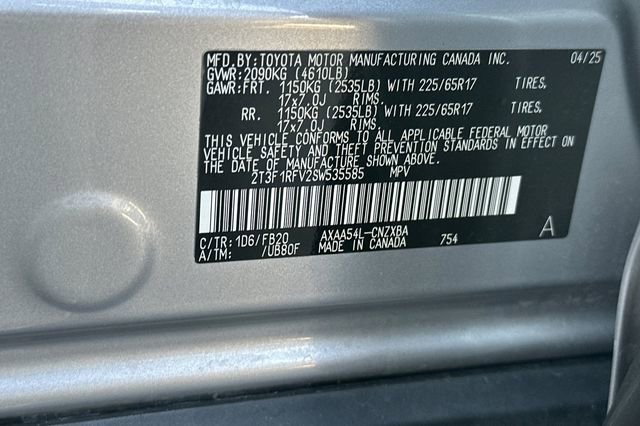 MFD.BY:TOYOTA MOTOR MANUFACTURING CANADA INC. 04/25
GVWR:2090KG (4610LB)
GAWR:FRT. 1150KG (2535LB) WITH 225/65R17 TIRES,
17x7.0J RIMS.
RR. 1150KG (2535LB) WITH 225/65R17 TIRES,
17x7.0J RIMS.
THIS VEHICLE CONFORMS TO ALL APPLICABLE FEDERAL MOTOR
VEHICLE SAFETY AND THEFT PREVENTION STANDARDS IN EFFECT ON
THE DATE OF MANUFACTURE SHOWN ABOVE.
2T3F1RFV2SW535585 MPV
C/TR:1D6/FB20 AXAA54L-CNZXBA A
A/TM: /UB80F MADE IN CANADA 754